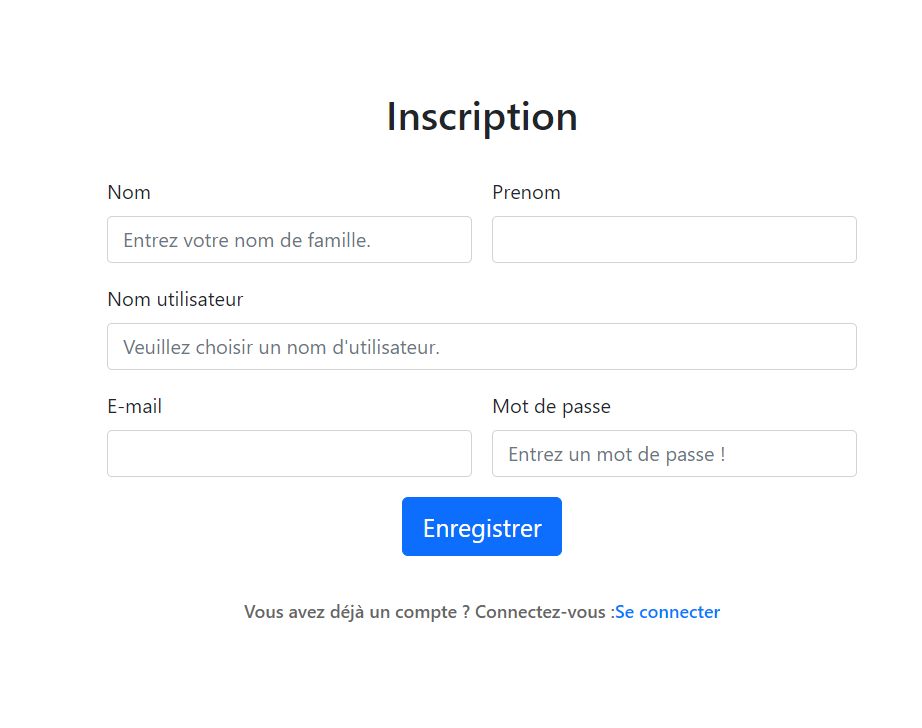 Inscription
Nom
Prenom
Entrez votre nom de famille.
Nom utilisateur
Veuillez choisir un nom d'utilisateur.
E-mail
Mot de passe
Entrez un mot de passe !
Enregistrer
Vous avez déjà un compte ? Connectez-vous :Se connecter